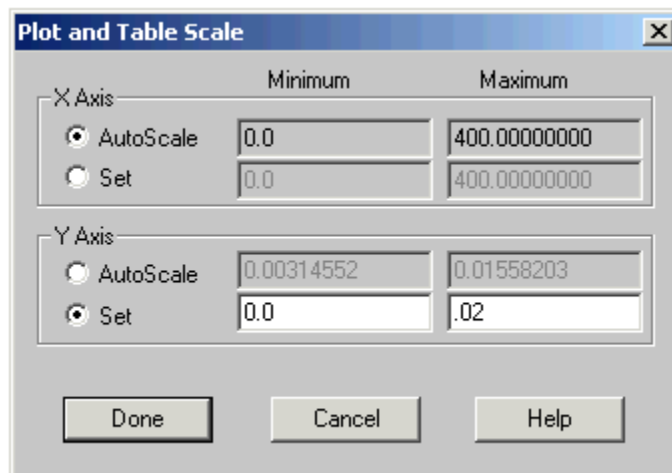 Plot and Table Scale
Minimum Maximum
X Axis
AutoScale 0.0 400.00000000
Set 0.0 400.00000000
Y Axis
AutoScale 0.00314552 0.01558203
Set 0.0 .02
Done Cancel Help